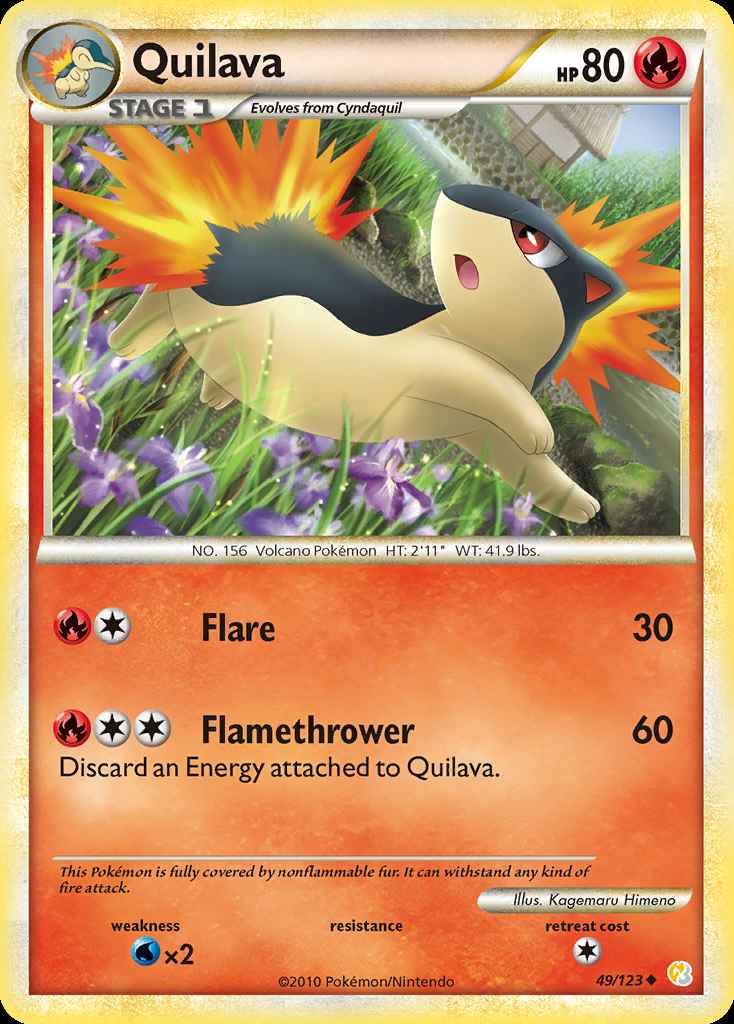 Quilava
HP 80
STAGE 1
Evolves from Cyndaquil
NO. 156 Volcano Pokémon HT: 2'11" WT: 41.9 lbs.
Flare 30
Flamethrower 60
Discard an Energy attached to Quilava.
This Pokémon is fully covered by nonflammable fur. It can withstand any kind of
fire attack.
Illus. Kagemaru Himeno
weakness resistance retreat cost
×2
©2010 Pokémon/Nintendo
49/123